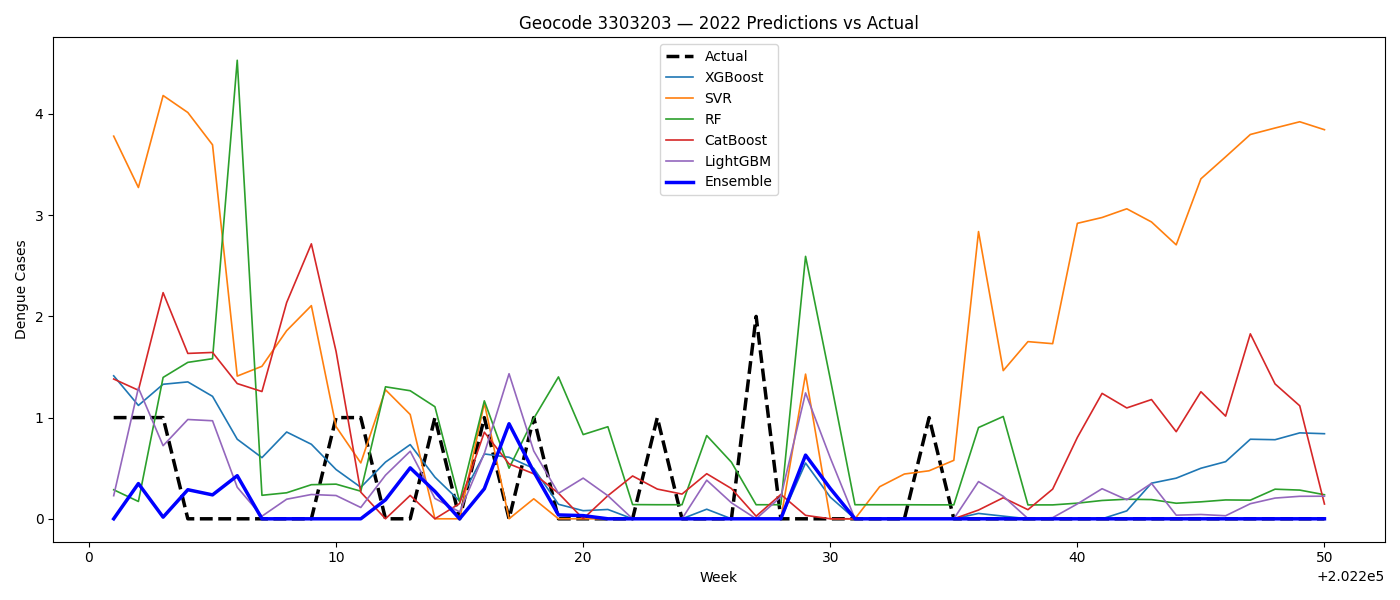 Geocode 3303203 — 2022 Predictions vs Actual
Actual
XGBoost
SVR
RF
CatBoost
LightGBM
Ensemble
Dengue Cases
4
3
2
1
0
0 10 20 30 40 50
+2.022e5
Week